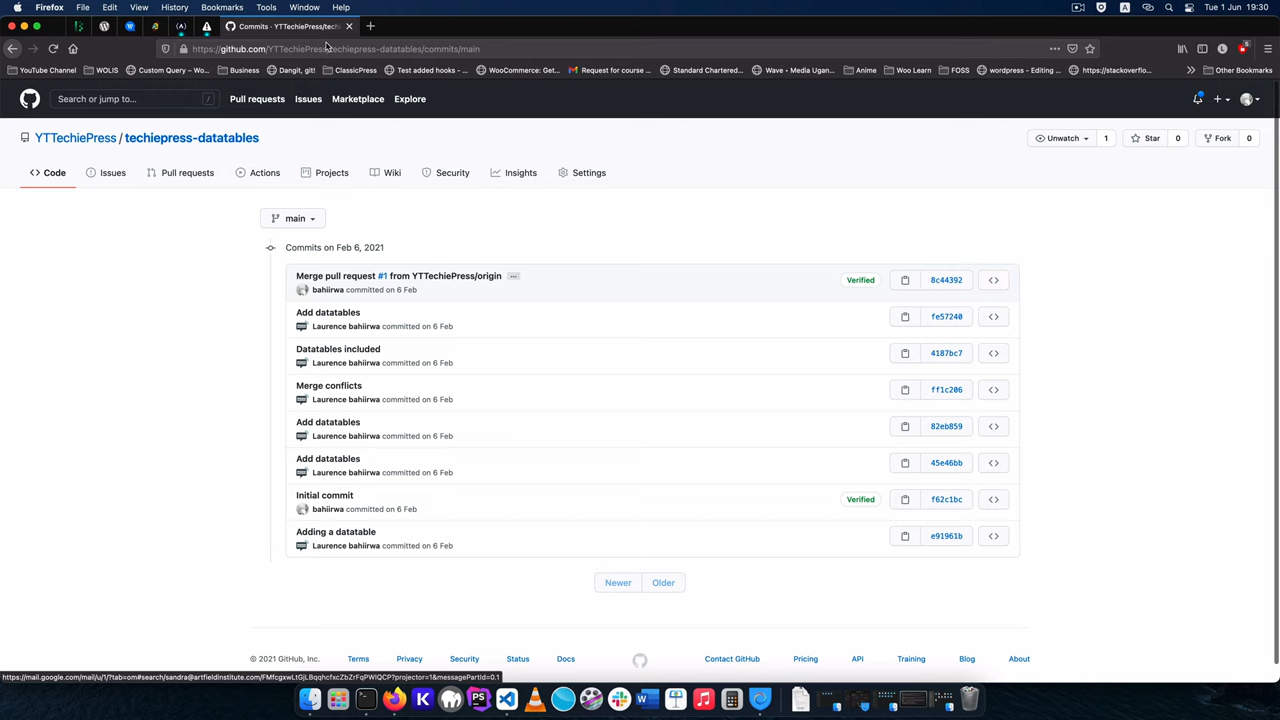 Firefox File Edit View History Bookmarks Tools Window Help
Tue 1 Jun 19:30
Commits · YTTechiePress/tech
https://github.com/YTTechiePress/techiepress-datatables/commits/main
YouTube Channel WOLIS Custom Query – Wo... Business Dangit, git! ClassicPress Test added hooks – ... WooCommerce: Get... Request for course ... Standard Chartered... Wave • Media Ugan... Anime Woo Learn FOSS wordpress - Editing ... https://stackoverflo... Other Bookmarks
Search or jump to... / Pull requests Issues Marketplace Explore
YTTechiePress / techiepress-datatables
Unwatch 1 Star 0 Fork 0
Code Issues Pull requests Actions Projects Wiki Security Insights Settings
main
Commits on Feb 6, 2021
Merge pull request #1 from YTTechiePress/origin ...
bahiirwa committed on 6 Feb
Verified 8c44392
Add datatables
Laurence bahiirwa committed on 6 Feb
fe57240
Datatables included
Laurence bahiirwa committed on 6 Feb
4187bc7
Merge conflicts
Laurence bahiirwa committed on 6 Feb
ff1c206
Add datatables
Laurence bahiirwa committed on 6 Feb
82eb859
Add datatables
Laurence bahiirwa committed on 6 Feb
45e46bb
Initial commit
bahiirwa committed on 6 Feb
Verified f62c1bc
Adding a datatable
Laurence bahiirwa committed on 6 Feb
e91961b
Newer Older
© 2021 GitHub, Inc. Terms Privacy Security Status Docs Contact GitHub Pricing API Training Blog About